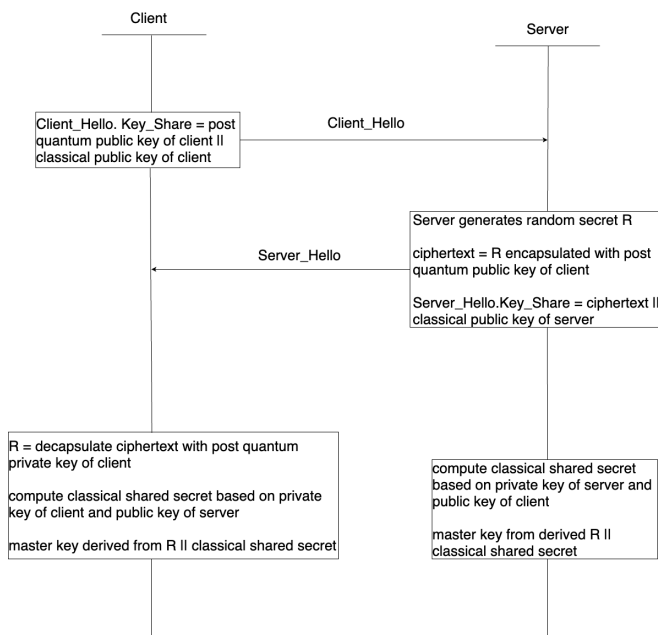 Client
Server
Client_Hello. Key_Share = post
quantum public key of client ||
classical public key of client
Client_Hello
Server generates random secret R
ciphertext = R encapsulated with post
quantum public key of client
Server_Hello.Key_Share = ciphertext ||
classical public key of server
Server_Hello
R = decapsulate ciphertext with post quantum
private key of client
compute classical shared secret based on private
key of client and public key of server
master key derived from R || classical shared secret
compute classical shared secret
based on private key of server and
public key of client
master key from derived R ||
classical shared secret